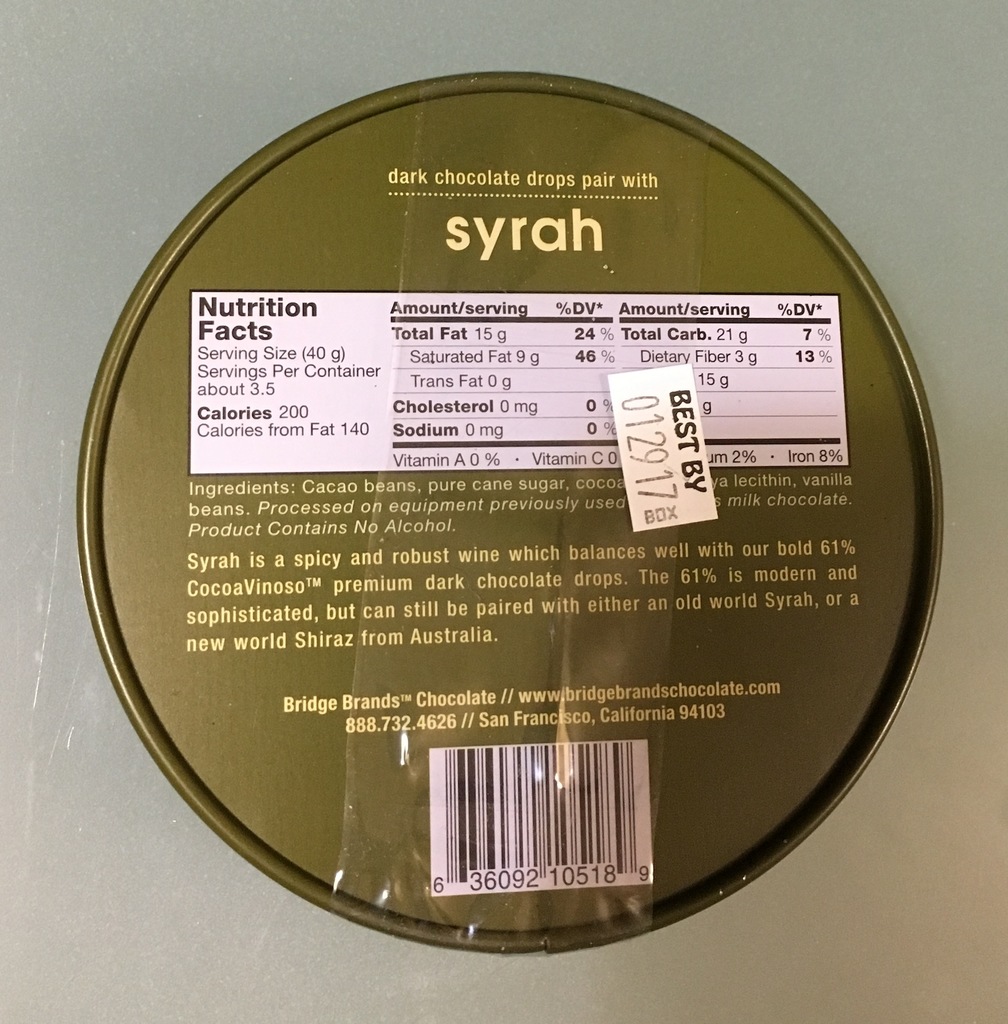 dark chocolate drops pair with
syrah
Nutrition
Facts
Serving Size (40 g)
Servings Per Container
about 3.5
Calories 200
Calories from Fat 140
Amount/serving %DV*
Total Fat 15 g 24 %
Saturated Fat 9 g 46 %
Trans Fat 0 g
Cholesterol 0 mg 0 %
Sodium 0 mg 0 %
Amount/serving %DV*
Total Carb. 21 g 7 %
Dietary Fiber 3 g 13 %
15 g
g
Vitamin A 0 % · Vitamin C 0 um 2% · Iron 8%
BEST BY
012917
BOX
Ingredients: Cacao beans, pure cane sugar, cocoa ya lecithin, vanilla
beans. Processed on equipment previously used s milk chocolate.
Product Contains No Alcohol.
Syrah is a spicy and robust wine which balances well with our bold 61%
CocoaVinoso™ premium dark chocolate drops. The 61% is modern and
sophisticated, but can still be paired with either an old world Syrah, or a
new world Shiraz from Australia.
Bridge Brands™ Chocolate // www.bridgebrandschocolate.com
888.732.4626 // San Francisco, California 94103
6 36092 10518 9